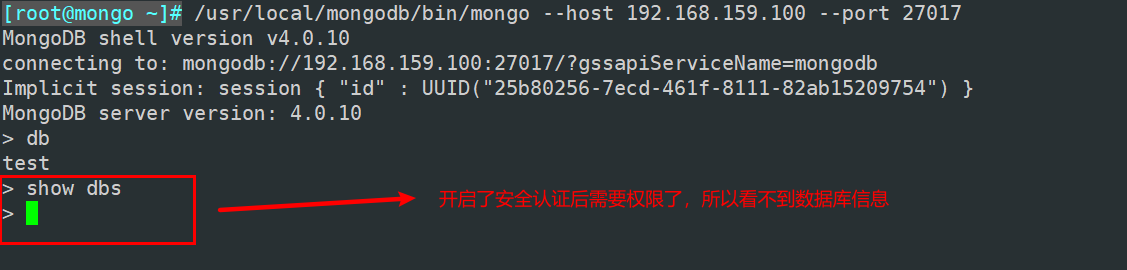 [root@mongo ~]# /usr/local/mongodb/bin/mongo --host 192.168.159.100 --port 27017
MongoDB shell version v4.0.10
connecting to: mongodb://192.168.159.100:27017/?gssapiServiceName=mongodb
Implicit session: session { "id" : UUID("25b80256-7ecd-461f-8111-82ab15209754") }
MongoDB server version: 4.0.10
> db
test
> show dbs
开启了安全认证后需要权限了，所以看不到数据库信息
>